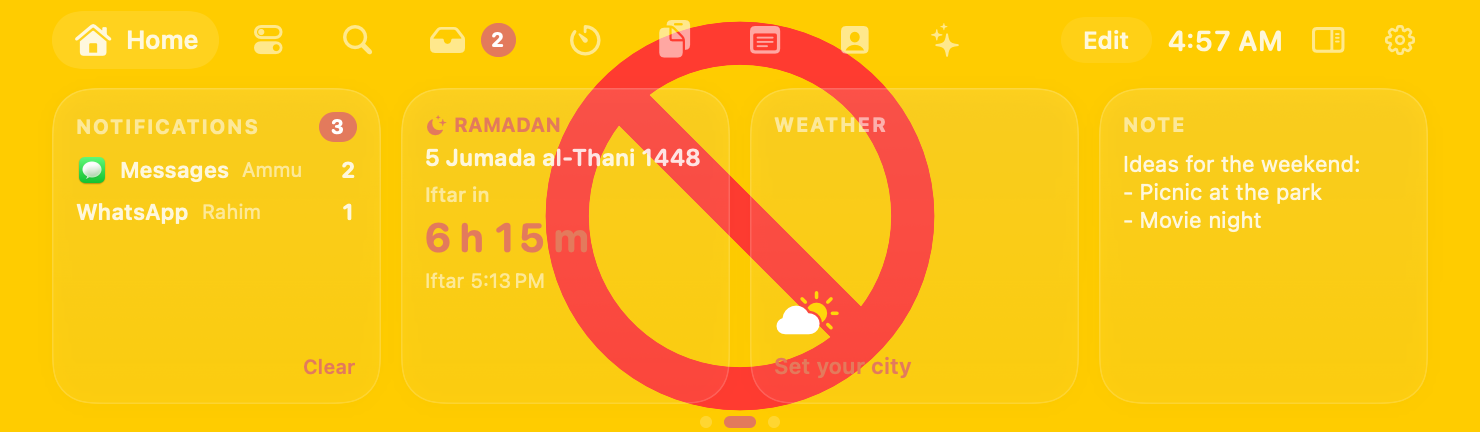 Home
2
Edit
4:57 AM
NOTIFICATIONS
3
Messages Ammu 2
WhatsApp Rahim 1
Clear
RAMADAN
5 Jumada al-Thani 1448
Iftar in
6 h 15 m
Iftar 5:13 PM
WEATHER
Set your city
NOTE
Ideas for the weekend:
- Picnic at the park
- Movie night